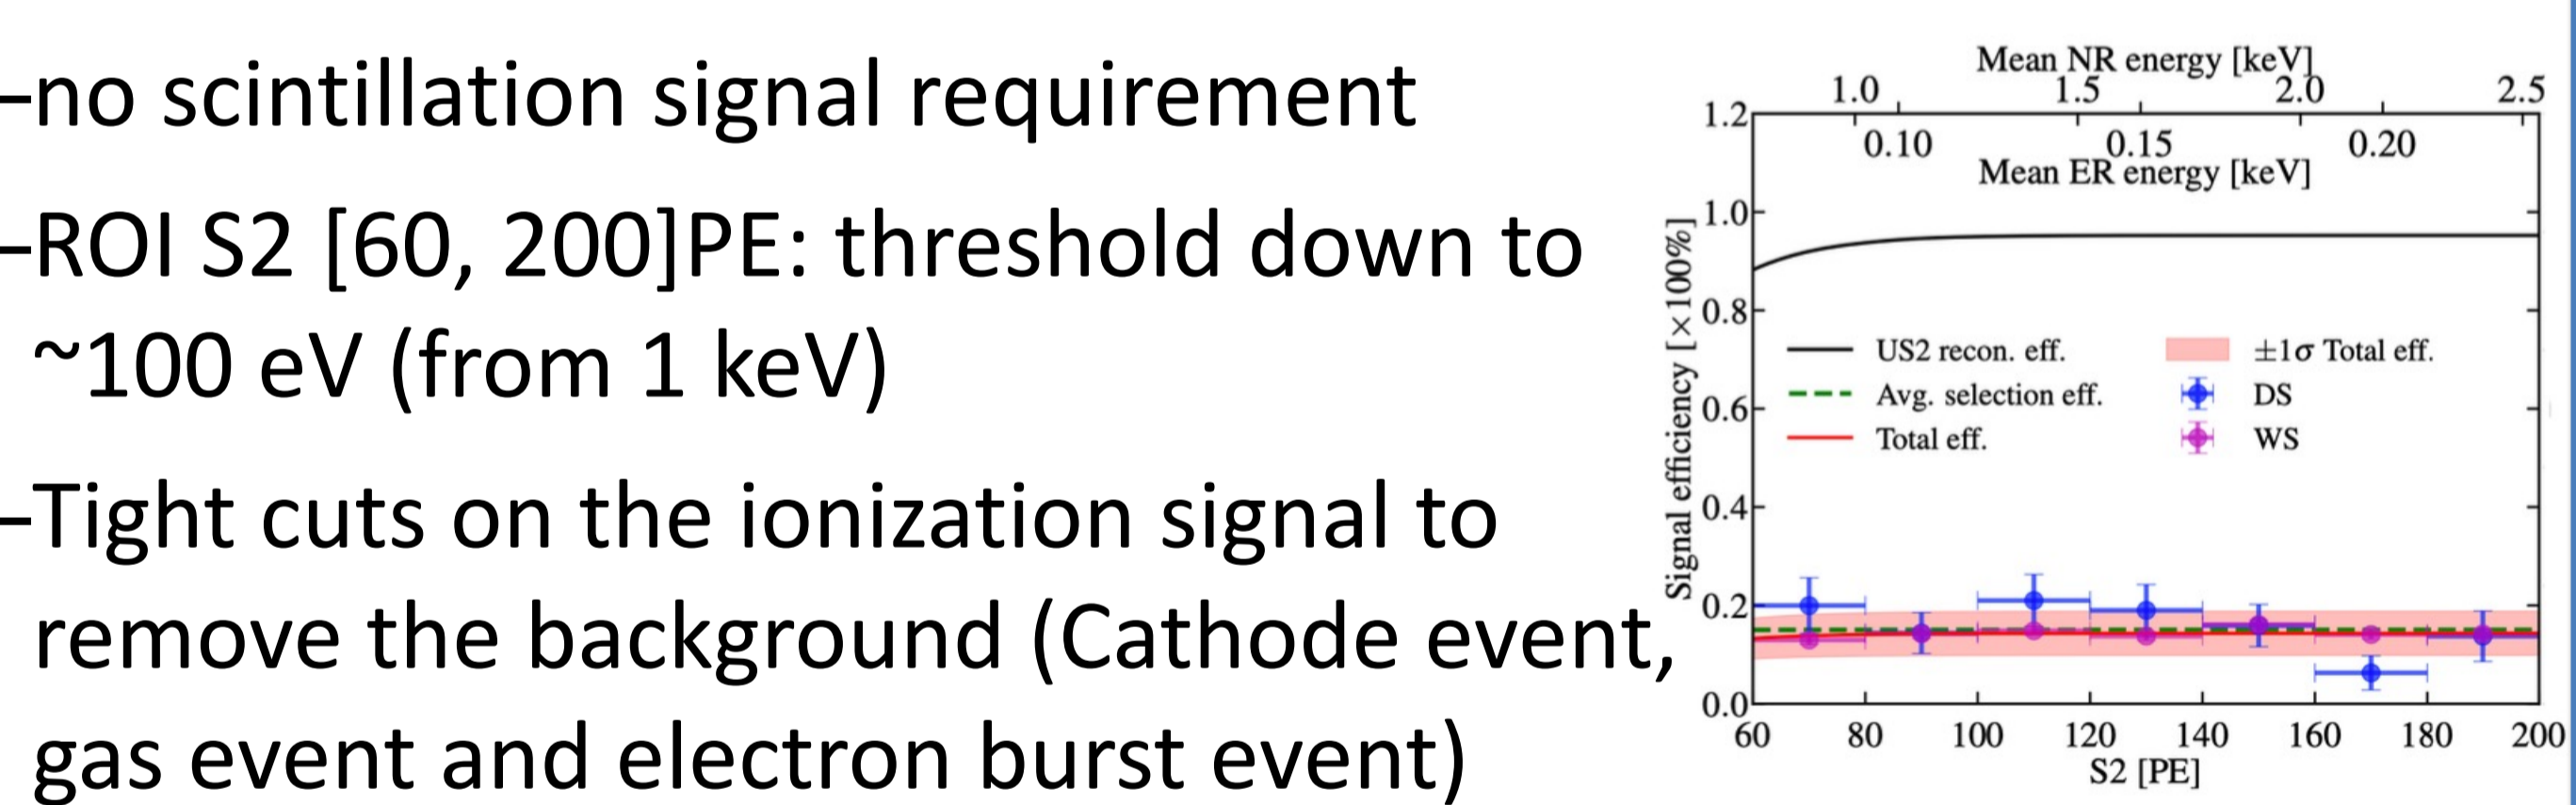 –no scintillation signal requirement
–ROI S2 [60, 200]PE: threshold down to
~100 eV (from 1 keV)
–Tight cuts on the ionization signal to
remove the background (Cathode event,
gas event and electron burst event)
Mean NR energy [keV]
1.0 1.5 2.0 2.5
0.10 0.15 0.20
Mean ER energy [keV]
Signal efficiency [×100%]
1.2
1.0
0.8
0.6
0.4
0.2
0.0
US2 recon. eff.
Avg. selection eff.
Total eff.
±1σ Total eff.
DS
WS
60 80 100 120 140 160 180 200
S2 [PE]